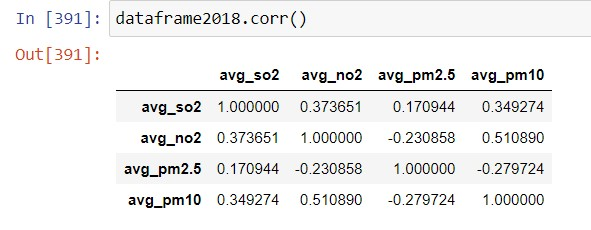 In [391]: dataframe2018.corr()
Out[391]:
avg_so2 avg_no2 avg_pm2.5 avg_pm10
avg_so2 1.000000 0.373651 0.170944 0.349274
avg_no2 0.373651 1.000000 -0.230858 0.510890
avg_pm2.5 0.170944 -0.230858 1.000000 -0.279724
avg_pm10 0.349274 0.510890 -0.279724 1.000000